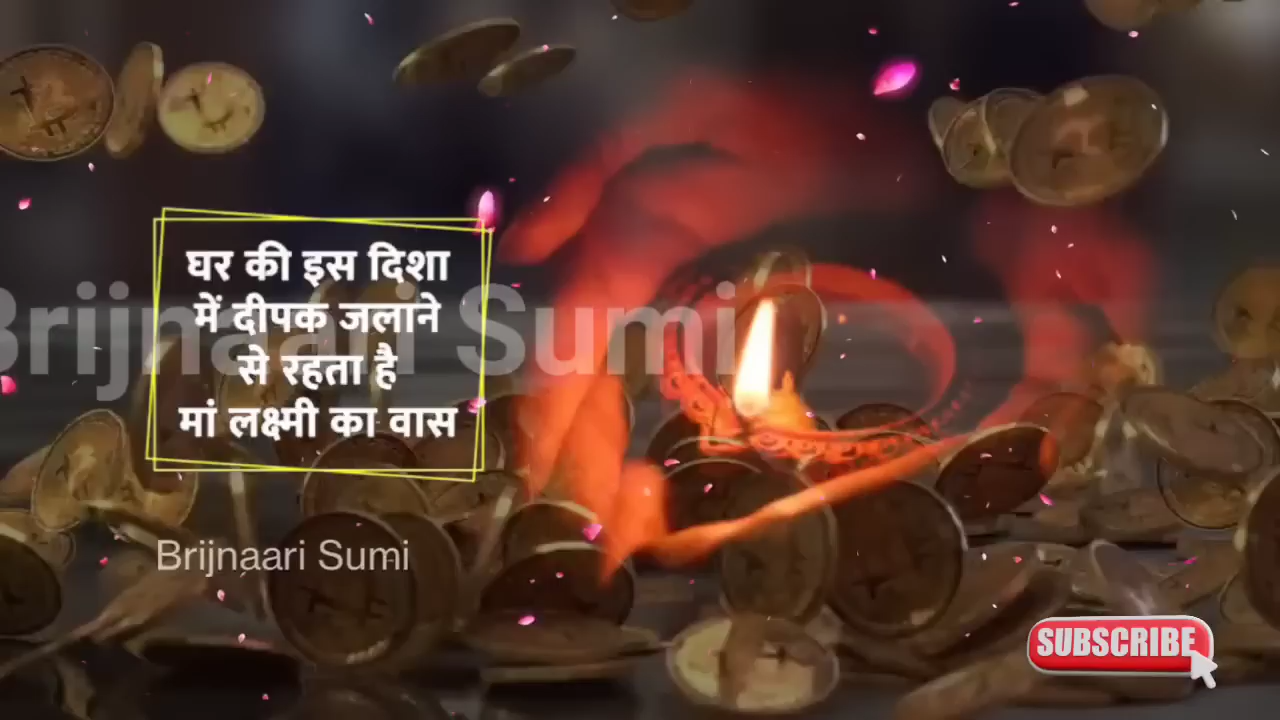 घर की इस दिशा
में दीपक जलाने
से रहता है
मां लक्ष्मी का वास
Brijnaari Sumi
Brijnaari Sumi
SUBSCRIBE